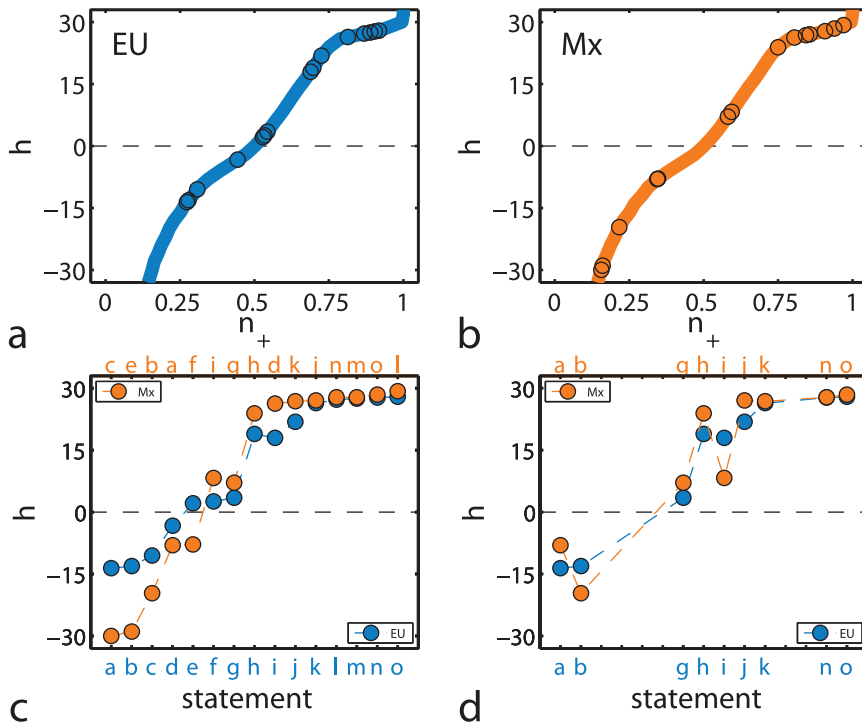 EU
h
30
15
0
−15
−30
0
0.25
0.5
0.75
1
n+
a
Mx
h
30
15
0
−15
−30
0
0.25
0.5
0.75
1
n+
b
c e b a f i g h d k j n m o l
Mx
h
30
15
0
−15
−30
EU
a b c d e f g h i j k l m n o
statement
c
a b g h i j k n o
Mx
h
30
15
0
−15
−30
EU
a b g h i j k n o
statement
d